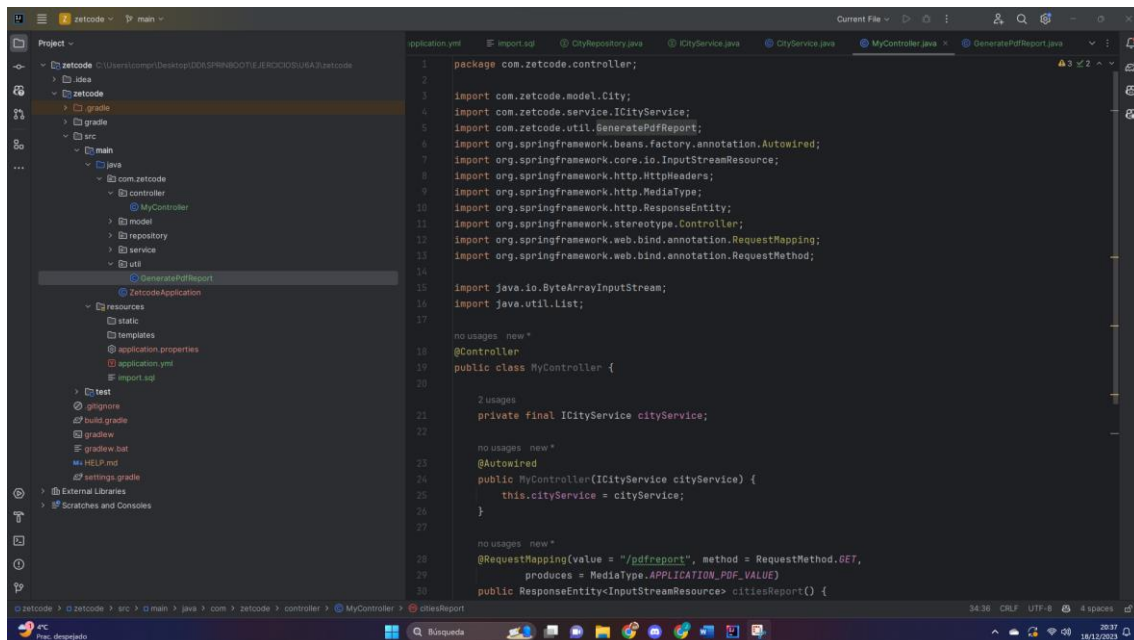 zetcode
main
Current File
Project
application.yml
import.sql
CityRepository.java
ICityService.java
CityService.java
MyController.java
GeneratePdfReport.java
zetcode
.idea
zetcode
.gradle
gradle
src
main
java
com.zetcode
controller
MyController
model
repository
service
util
GeneratePdfReport
ZetcodeApplication
resources
static
templates
application.properties
application.yml
import.sql
test
.gitignore
build.gradle
gradlew
gradlew.bat
HELP.md
settings.gradle
External Libraries
Scratches and Consoles
3 2
1 package com.zetcode.controller;
2
3 import com.zetcode.model.City;
4 import com.zetcode.service.ICityService;
5 import com.zetcode.util.GeneratePdfReport;
6 import org.springframework.beans.factory.annotation.Autowired;
7 import org.springframework.core.io.InputStreamResource;
8 import org.springframework.http.HttpHeaders;
9 import org.springframework.http.MediaType;
10 import org.springframework.http.ResponseEntity;
11 import org.springframework.stereotype.Controller;
12 import org.springframework.web.bind.annotation.RequestMapping;
13 import org.springframework.web.bind.annotation.RequestMethod;
14
15 import java.io.ByteArrayInputStream;
16 import java.util.List;
17
no usages new *
18 @Controller
19 public class MyController {
20
2 usages
21 private final ICityService cityService;
22
no usages new *
23 @Autowired
24 public MyController(ICityService cityService) {
25 this.cityService = cityService;
26 }
27
no usages new *
28 @RequestMapping(value = "/pdfreport", method = RequestMethod.GET,
29 produces = MediaType.APPLICATION_PDF_VALUE)
30 public ResponseEntity<InputStreamResource> citiesReport() {
zetcode > zetcode > src > main > java > com > zetcode > controller > MyController > citiesReport
34:36 CRLF UTF-8 4 spaces
4°C
Prac. despejado
Búsqueda
20:37
18/12/2023